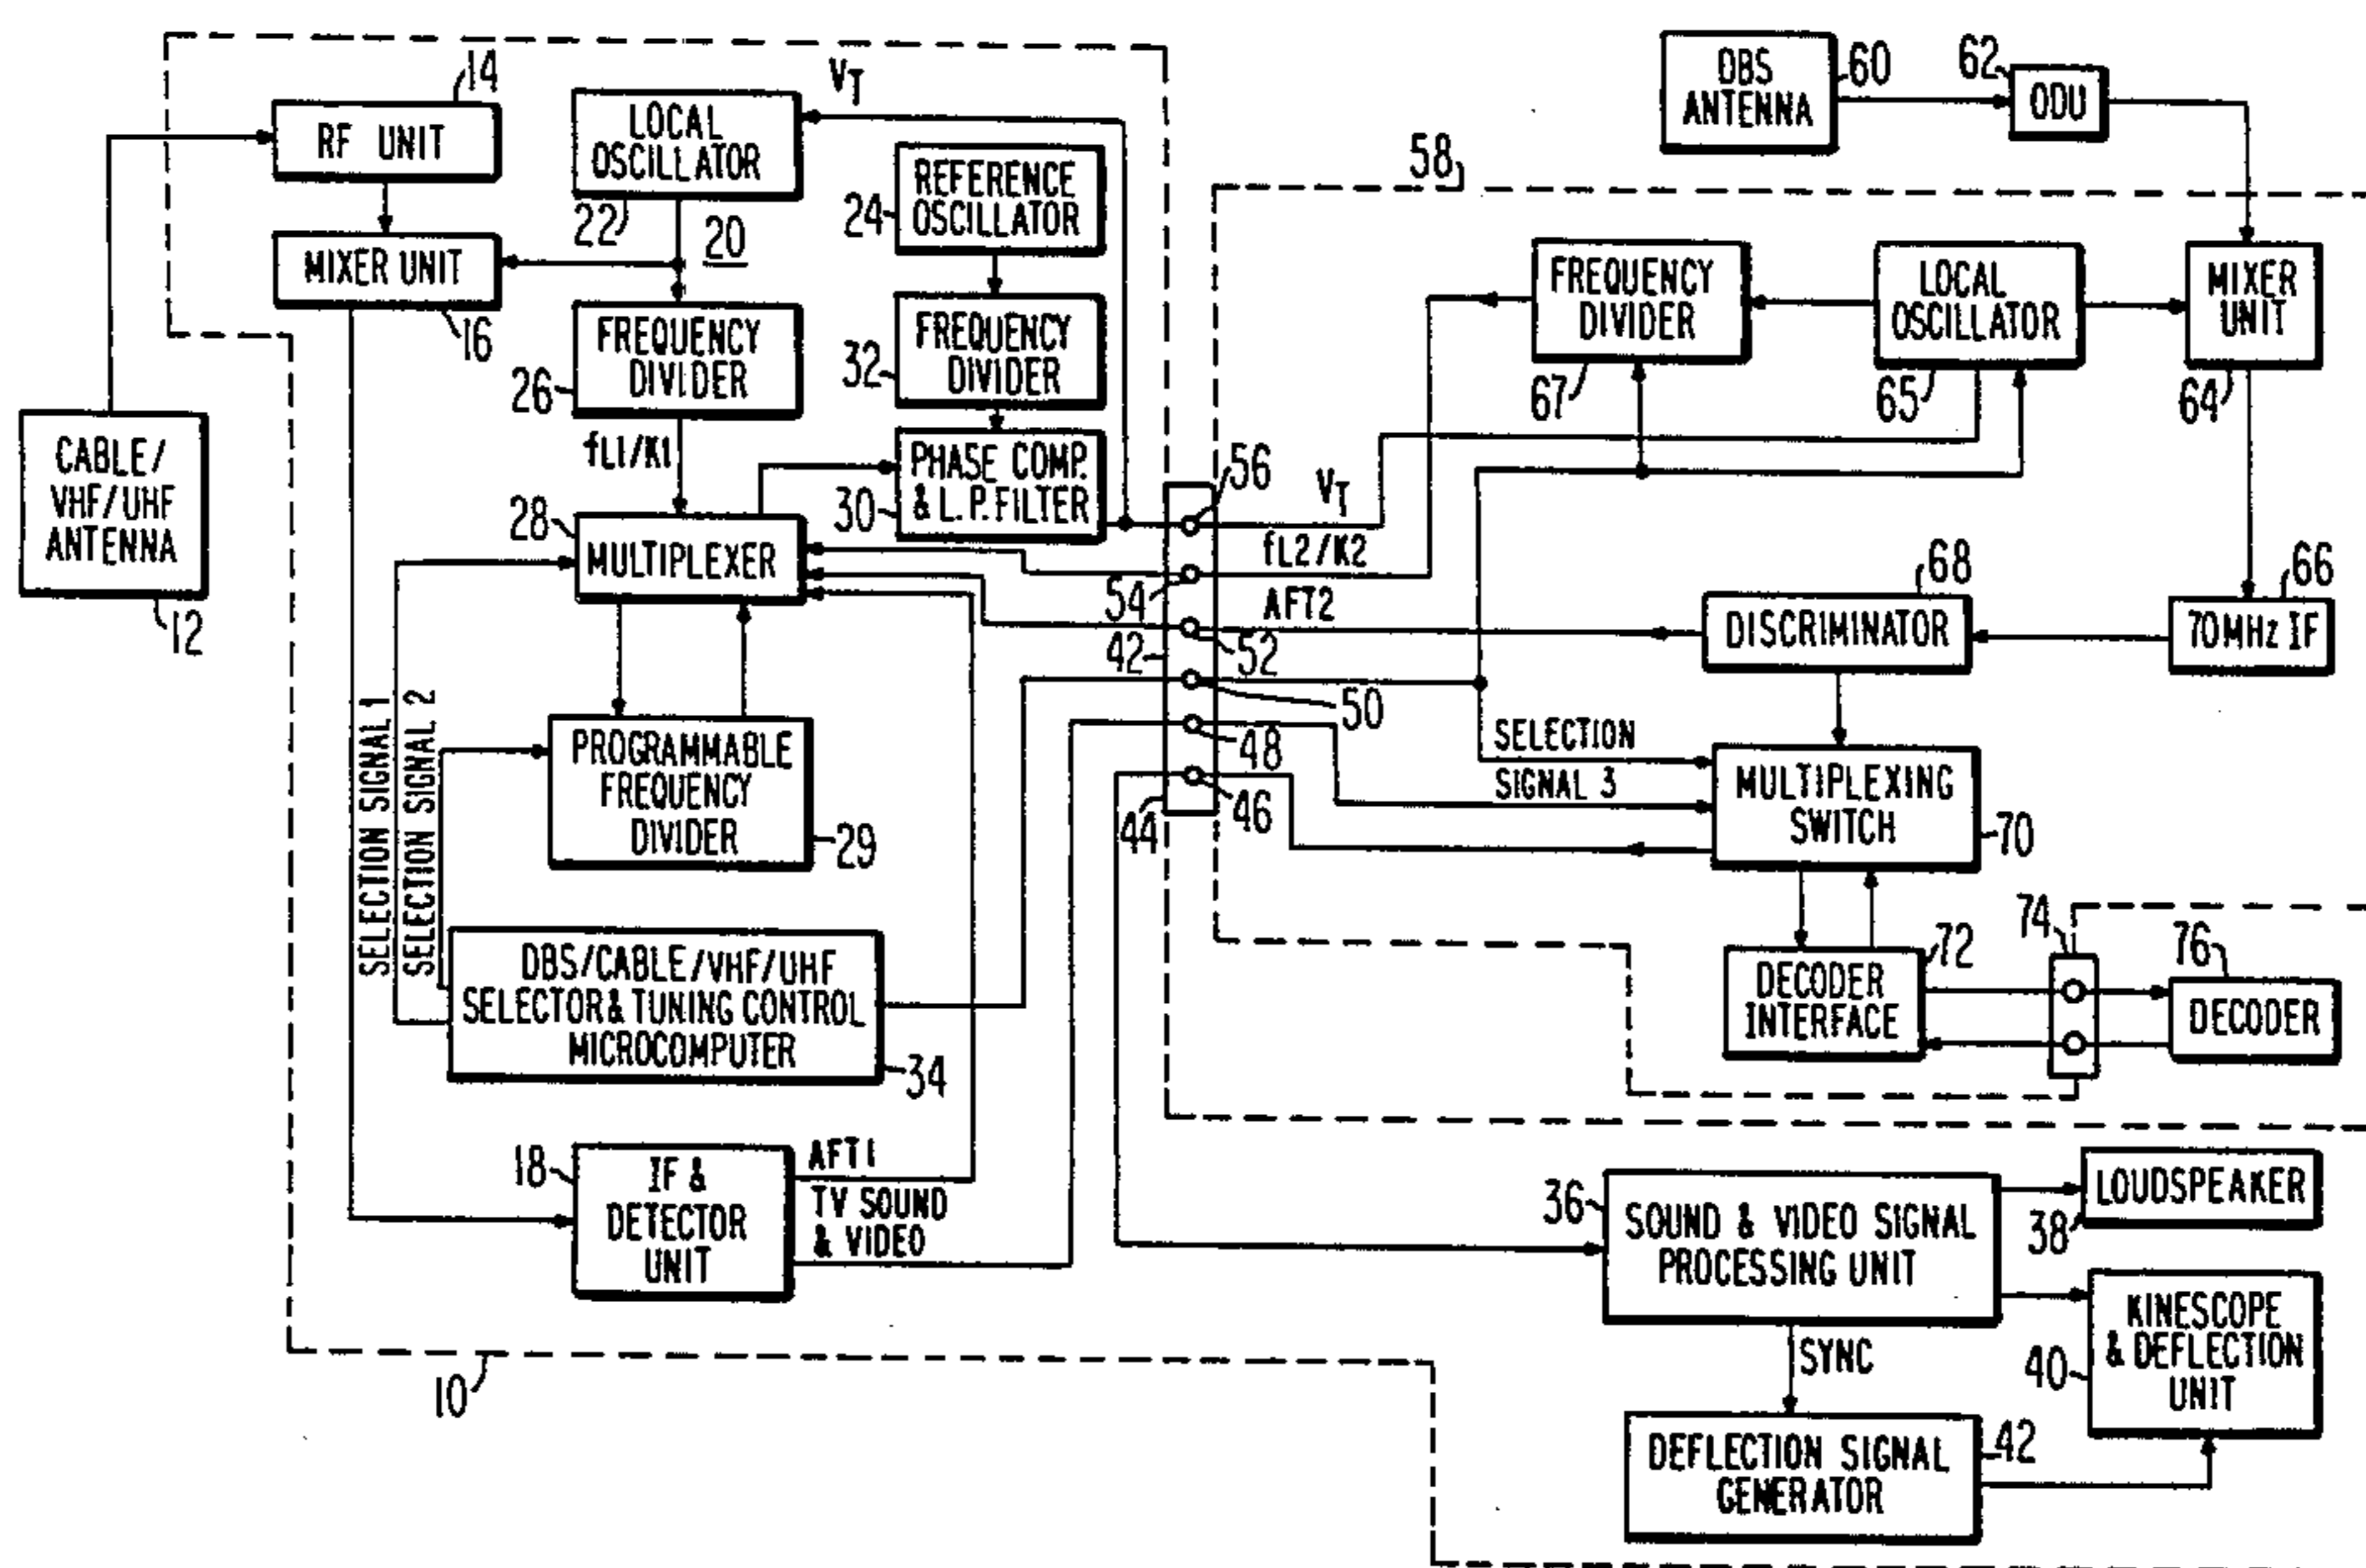 14
RF UNIT
MIXER UNIT
16
CABLE/
VHF/UHF
ANTENNA
12
LOCAL
OSCILLATOR
22
20
VT
24
REFERENCE
OSCILLATOR
FREQUENCY
DIVIDER
26
32
FREQUENCY
DIVIDER
fL1/K1
PHASE COMP.
& L.P. FILTER
30
28
MULTIPLEXER
PROGRAMMABLE
FREQUENCY
DIVIDER
29
SELECTION SIGNAL 1
SELECTION SIGNAL 2
DBS/CABLE/VHF/UHF
SELECTOR & TUNING CONTROL
MICROCOMPUTER
34
18
IF &
DETECTOR
UNIT
AFT1
TV SOUND
& VIDEO
10
DBS
ANTENNA
60
62
ODU
58
FREQUENCY
DIVIDER
67
LOCAL
OSCILLATOR
65
MIXER
UNIT
64
56
VT
fL2/K2
54
AFT2
52
42
50
48
46
44
68
DISCRIMINATOR
66
70MHz IF
SELECTION
SIGNAL 3
MULTIPLEXING
SWITCH
70
72
DECODER
INTERFACE
74
76
DECODER
36
SOUND & VIDEO SIGNAL
PROCESSING UNIT
LOUDSPEAKER
38
KINESCOPE
& DEFLECTION
UNIT
40
SYNC
DEFLECTION SIGNAL
GENERATOR
42